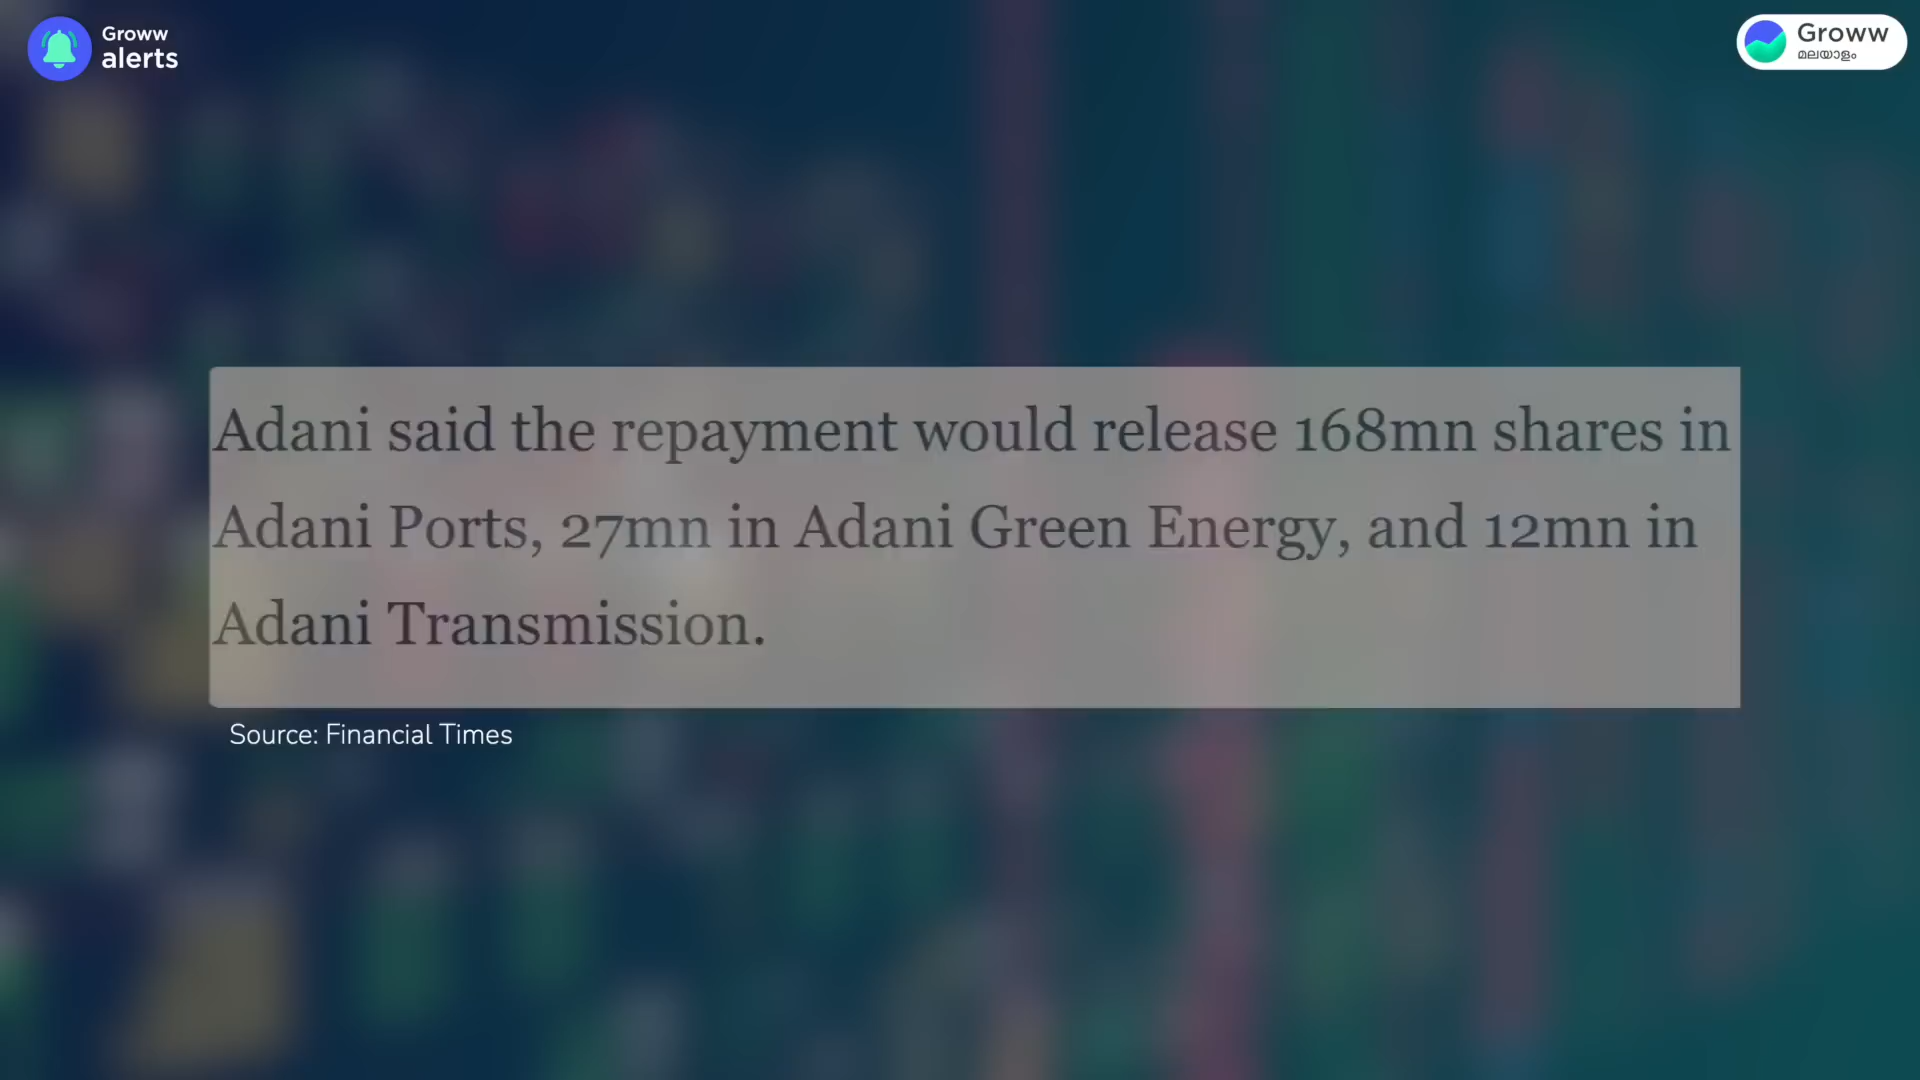 Groww
alerts
Groww
മലയാളം
Adani said the repayment would release 168mn shares in
Adani Ports, 27mn in Adani Green Energy, and 12mn in
Adani Transmission.
Source: Financial Times